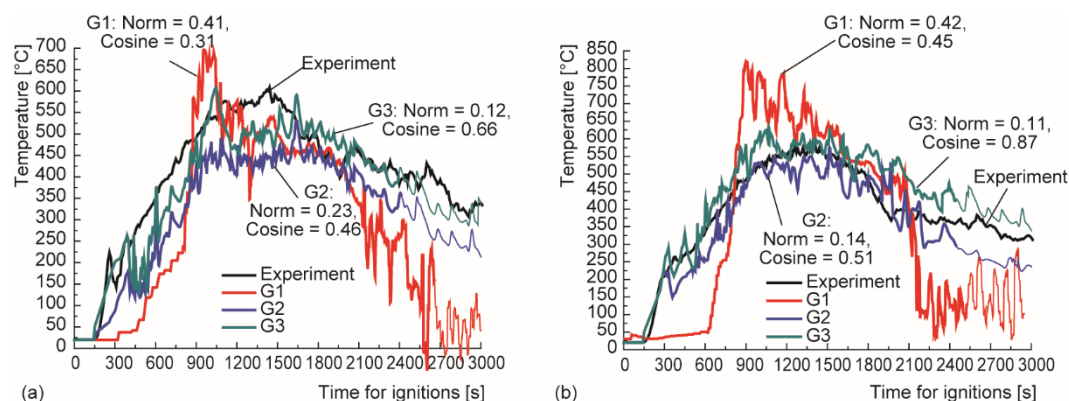 G1: Norm = 0.41,
Cosine = 0.31
Temperature [°C]
700
650
600
550
500
450
400
350
300
250
200
150
100
50
0
Experiment
G3: Norm = 0.12,
Cosine = 0.66
G2:
Norm = 0.23,
Cosine = 0.46
Experiment
G1
G2
G3
0 300 600 900 1200 1500 1800 2100 2400 2700 3000
(a) Time for ignitions [s]
G1: Norm = 0.42,
Cosine = 0.45
Temperature [°C]
850
800
750
700
650
600
550
500
450
400
350
300
250
200
150
100
50
0
G3: Norm = 0.11,
Cosine = 0.87
Experiment
G2:
Norm = 0.14,
Cosine = 0.51
Experiment
G1
G2
G3
0 300 600 900 1200 1500 1800 2100 2400 2700 3000
(b) Time for ignitions [s]